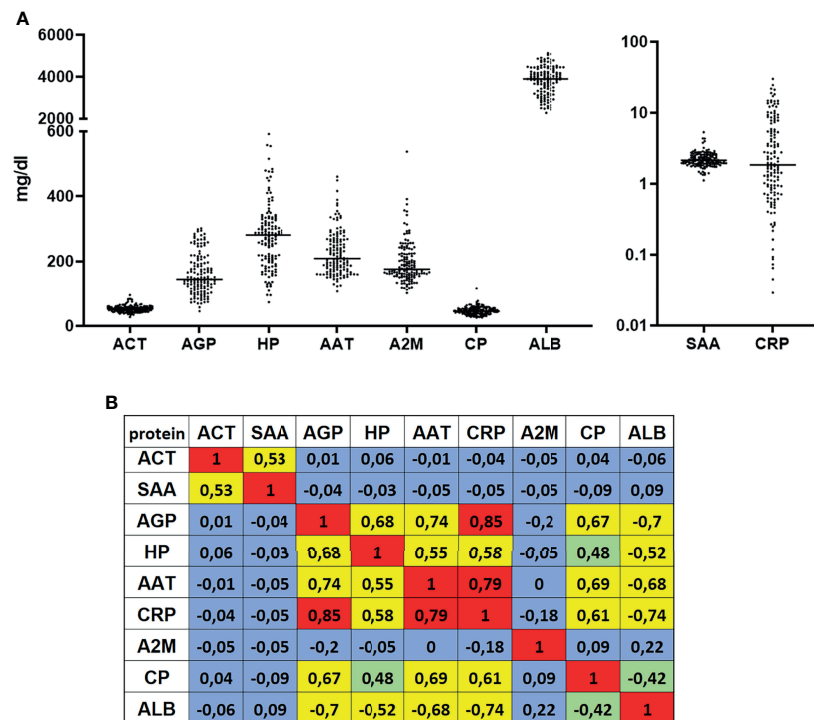 A
6000
4000
2000
600
400
200
0
mg/dl
ACT AGP HP AAT A2M CP ALB
100
10
1
0.1
0.01
SAA CRP
B
protein ACT SAA AGP HP AAT CRP A2M CP ALB
ACT 1 0,53 0,01 0,06 -0,01 -0,04 -0,05 0,04 -0,06
SAA 0,53 1 -0,04 -0,03 -0,05 -0,05 -0,05 -0,09 0,09
AGP 0,01 -0,04 1 0,68 0,74 0,85 -0,2 0,67 -0,7
HP 0,06 -0,03 0,68 1 0,55 0,58 -0,05 0,48 -0,52
AAT -0,01 -0,05 0,74 0,55 1 0,79 0 0,69 -0,68
CRP -0,04 -0,05 0,85 0,58 0,79 1 -0,18 0,61 -0,74
A2M -0,05 -0,05 -0,2 -0,05 0 -0,18 1 0,09 0,22
CP 0,04 -0,09 0,67 0,48 0,69 0,61 0,09 1 -0,42
ALB -0,06 0,09 -0,7 -0,52 -0,68 -0,74 0,22 -0,42 1